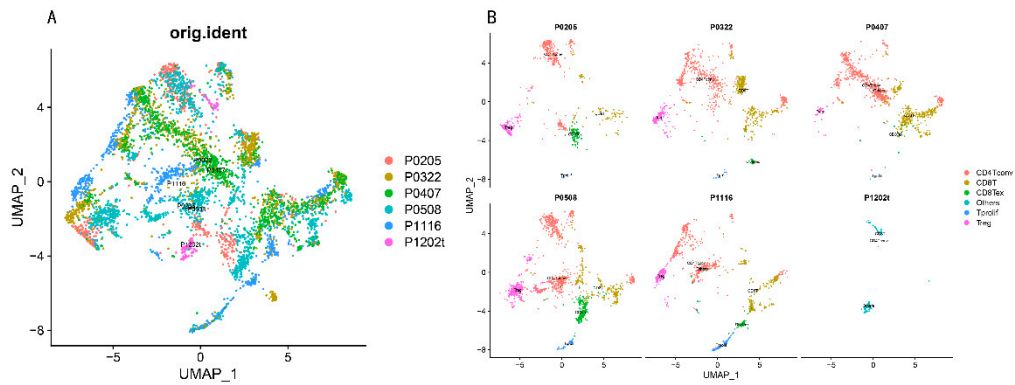 A
orig.ident
UMAP_2
4
0
−4
−8
−5
0
5
UMAP_1
P1116
P1202t
P0205
P0322
P0407
P0508
P1116
P1202t
B
P0205
P0322
P0407
UMAP_2
4
0
−4
−8
P0508
P1116
P1202t
4
0
−4
−8
−5
0
5
−5
0
5
−5
0
5
UMAP_1
CD4Tconv
CD8T
CD8Tex
Others
Tprolif
Treg